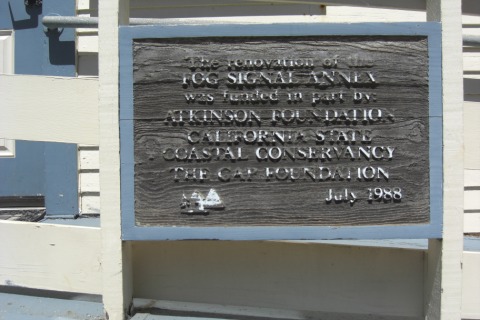 The renovation of the
FOG SIGNAL ANNEX
was funded in part by:
ATKINSON FOUNDATION
CALIFORNIA STATE
COASTAL CONSERVANCY
THE GAP FOUNDATION
July 1988